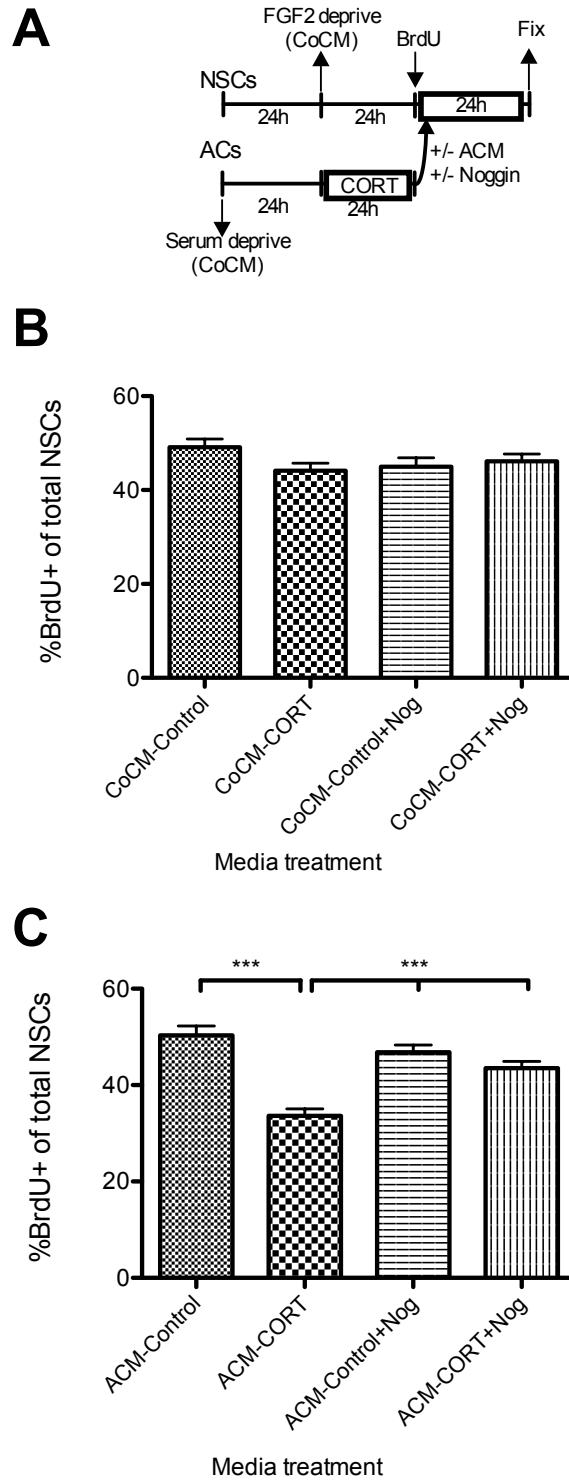 A
FGF2 deprive
(CoCM)
BrdU
Fix
NSCs
24h
24h
24h
ACs
+/- ACM
+/- Noggin
CORT
24h
24h
Serum deprive
(CoCM)
B
%BrdU+ of total NSCs
60
40
20
0
CoCM-Control
CoCM-CORT
CoCM-Control+Nog
CoCM-CORT+Nog
Media treatment
C
%BrdU+ of total NSCs
***
***
60
40
20
0
ACM-Control
ACM-CORT
ACM-Control+Nog
ACM-CORT+Nog
Media treatment